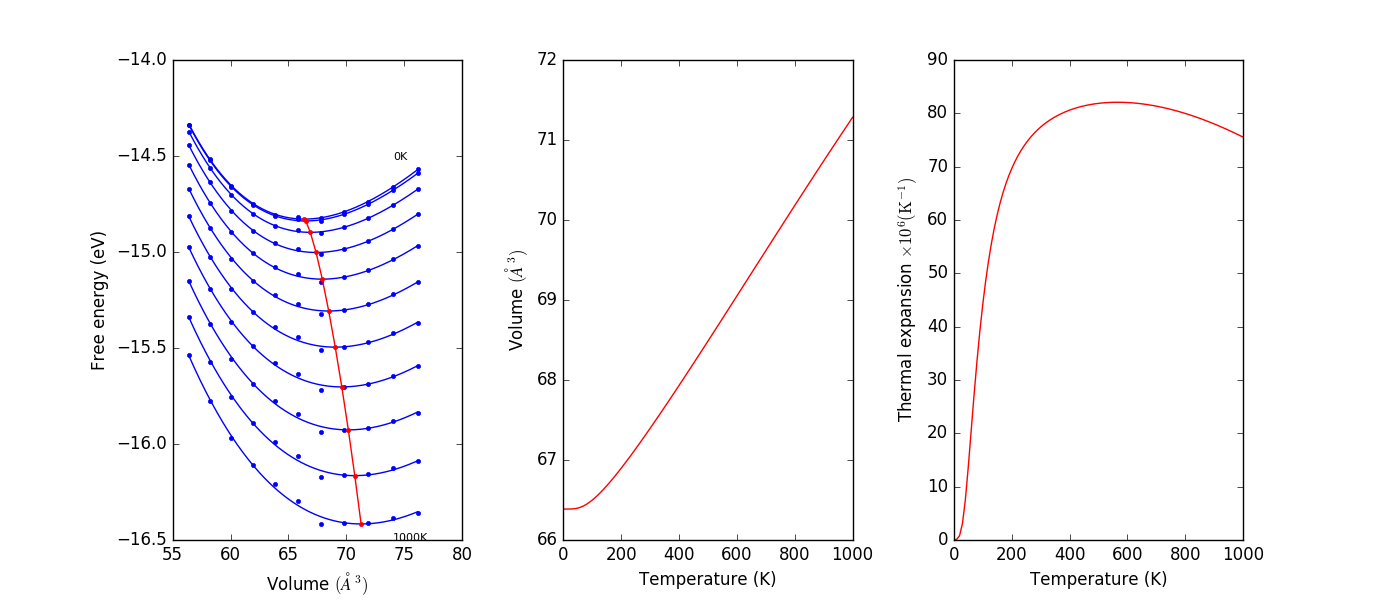 Free energy (eV)
−14.0
−14.5
−15.0
−15.5
−16.0
−16.5
0K
1000K
55 60 65 70 75 80
Volume (Å³)
Volume (Å³)
72
71
70
69
68
67
66
0 200 400 600 800 1000
Temperature (K)
Thermal expansion ×10⁶(K⁻¹)
90
80
70
60
50
40
30
20
10
0
0 200 400 600 800 1000
Temperature (K)